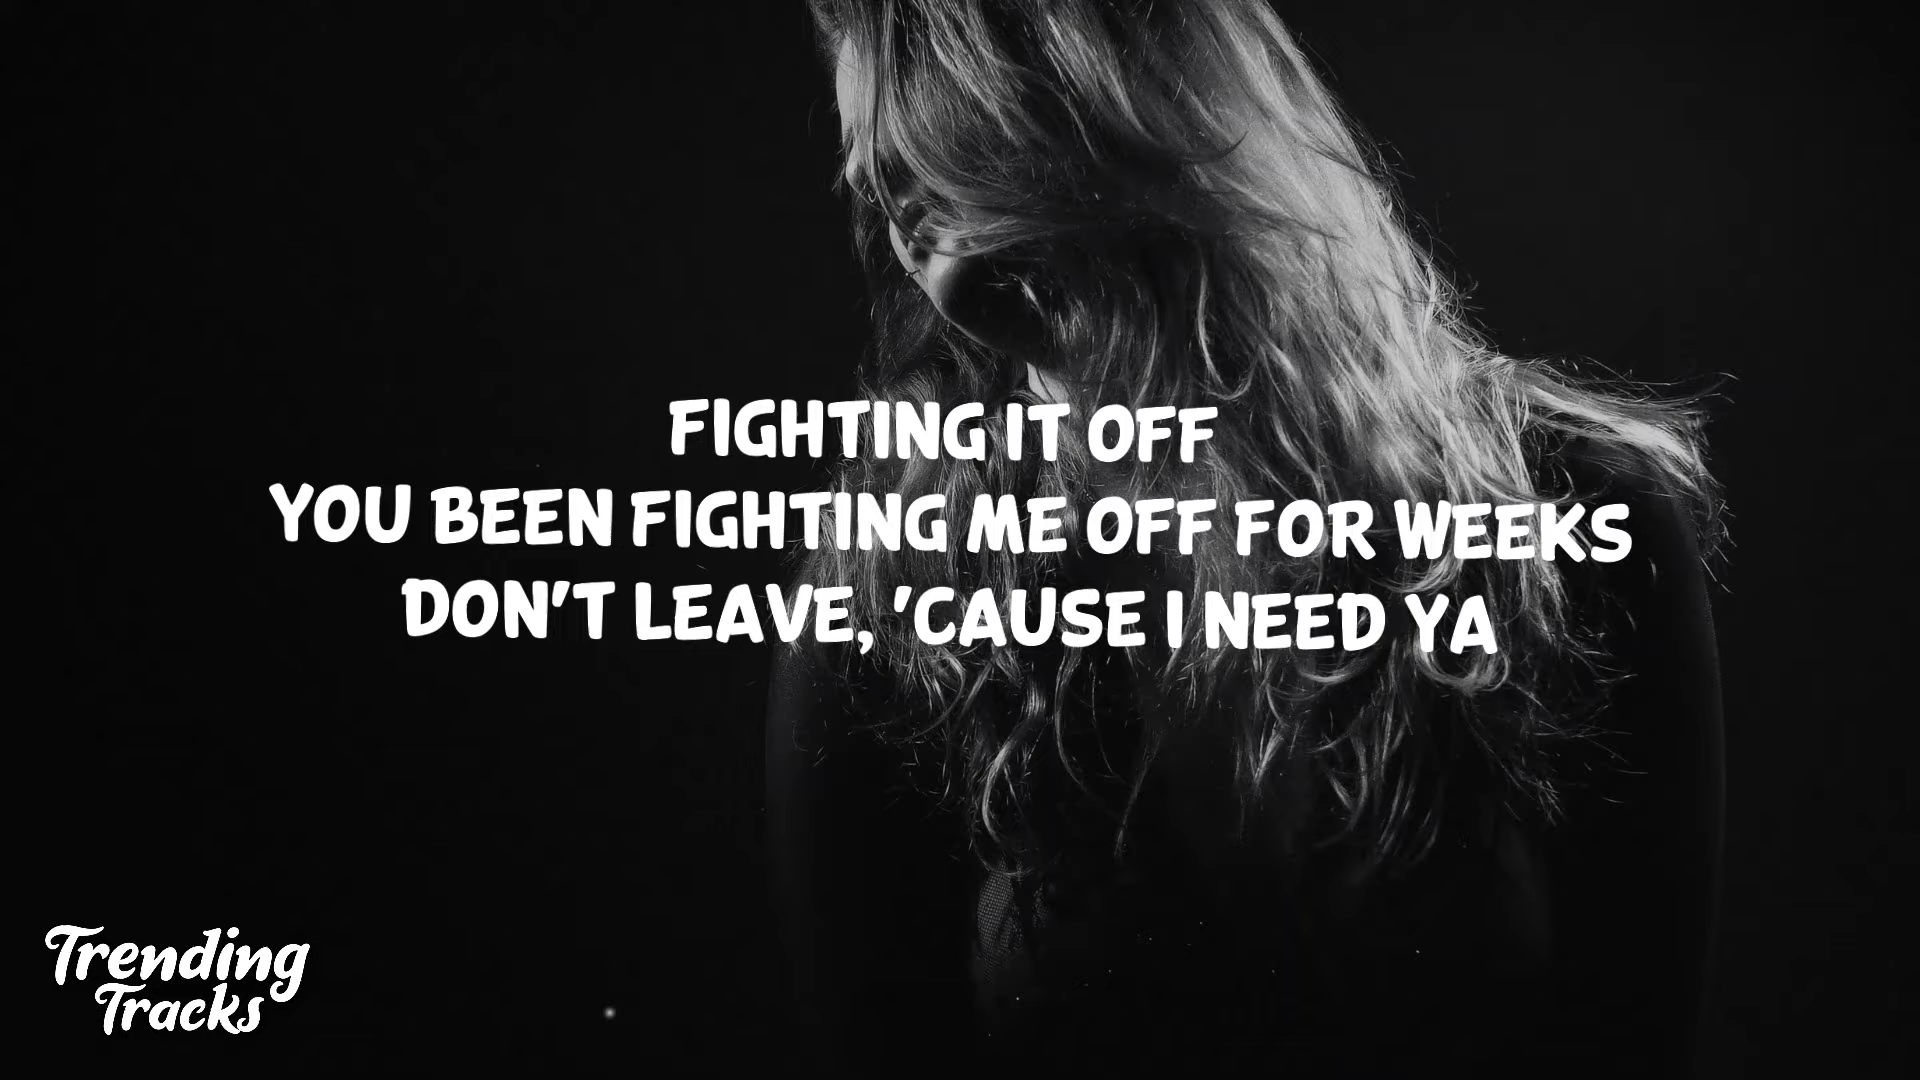 FIGHTING IT OFF
YOU BEEN FIGHTING ME OFF FOR WEEKS
DON'T LEAVE, 'CAUSE I NEED YA
Trending
Tracks